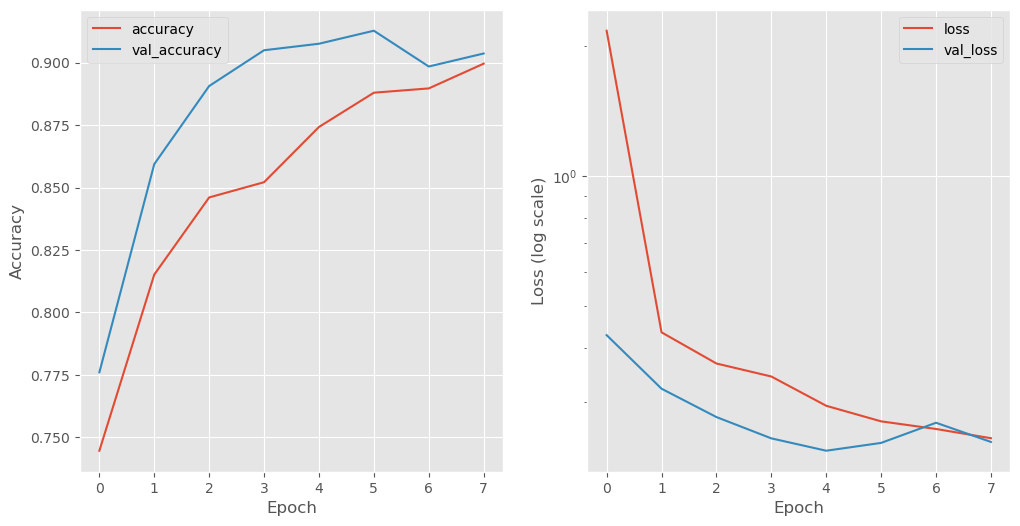 accuracy
val_accuracy
0.900
0.875
0.850
0.825
0.800
0.775
0.750
Accuracy
0 1 2 3 4 5 6 7
Epoch
loss
val_loss
10⁰
Loss (log scale)
0 1 2 3 4 5 6 7
Epoch